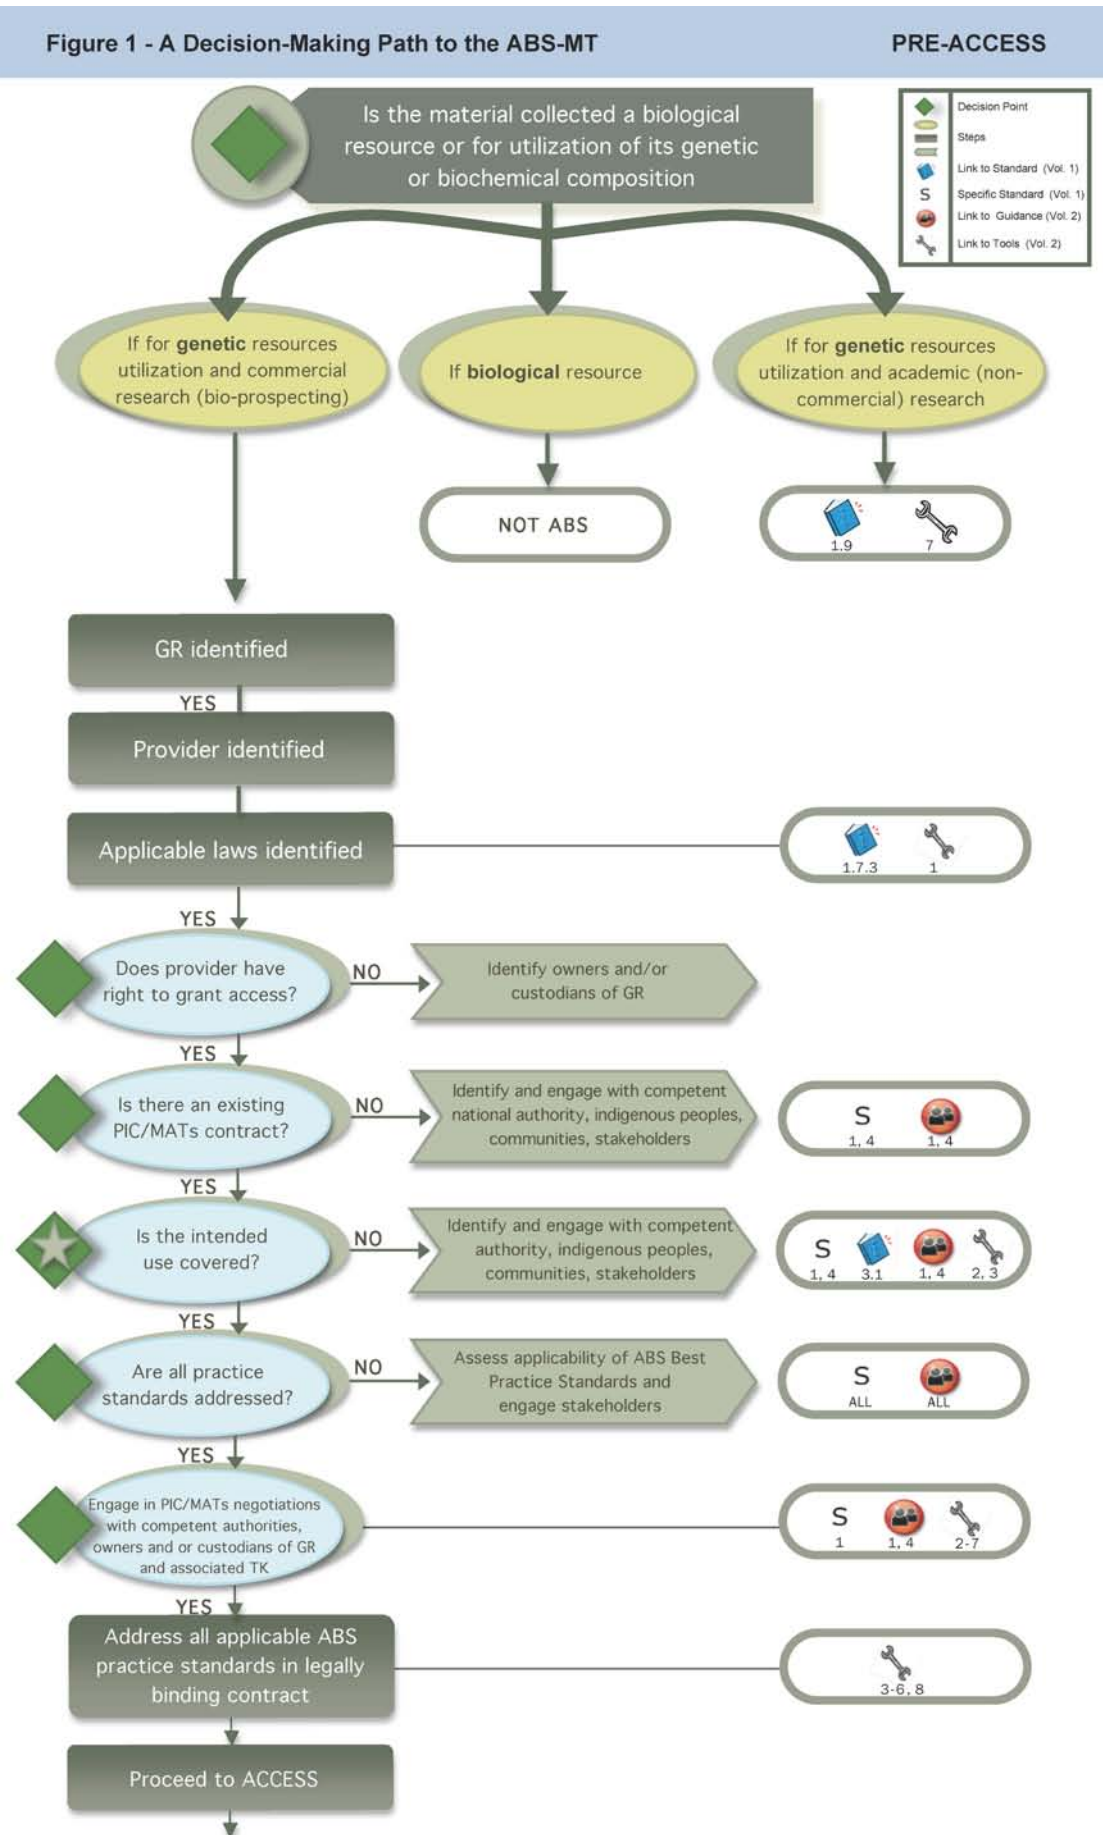 Figure 1 - A Decision-Making Path to the ABS-MT
PRE-ACCESS
Is the material collected a biological
resource or for utilization of its genetic
or biochemical composition
Decision Point
Steps
Link to Standard (Vol. 1)
S
Specific Standard (Vol. 1)
Link to Guidance (Vol. 2)
Link to Tools (Vol. 2)
If for genetic resources
utilization and commercial
research (bio-prospecting)
If biological resource
If for genetic resources
utilization and academic (non-
commercial) research
NOT ABS
1.9
7
GR identified
YES
Provider identified
Applicable laws identified
1.7.3
1
YES
Does provider have
right to grant access?
NO
Identify owners and/or
custodians of GR
YES
Is there an existing
PIC/MATs contract?
NO
Identify and engage with competent
national authority, indigenous peoples,
communities, stakeholders
S
1, 4
1, 4
YES
Is the intended
use covered?
NO
Identify and engage with competent
authority, indigenous peoples,
communities, stakeholders
S
1, 4
3.1
1, 4
2, 3
YES
Are all practice
standards addressed?
NO
Assess applicability of ABS Best
Practice Standards and
engage stakeholders
S
ALL
ALL
YES
Engage in PIC/MATs negotiations
with competent authorities,
owners and or custodians of GR
and associated TK
S
1
1, 4
2-7
YES
Address all applicable ABS
practice standards in legally
binding contract
3-6, 8
Proceed to ACCESS